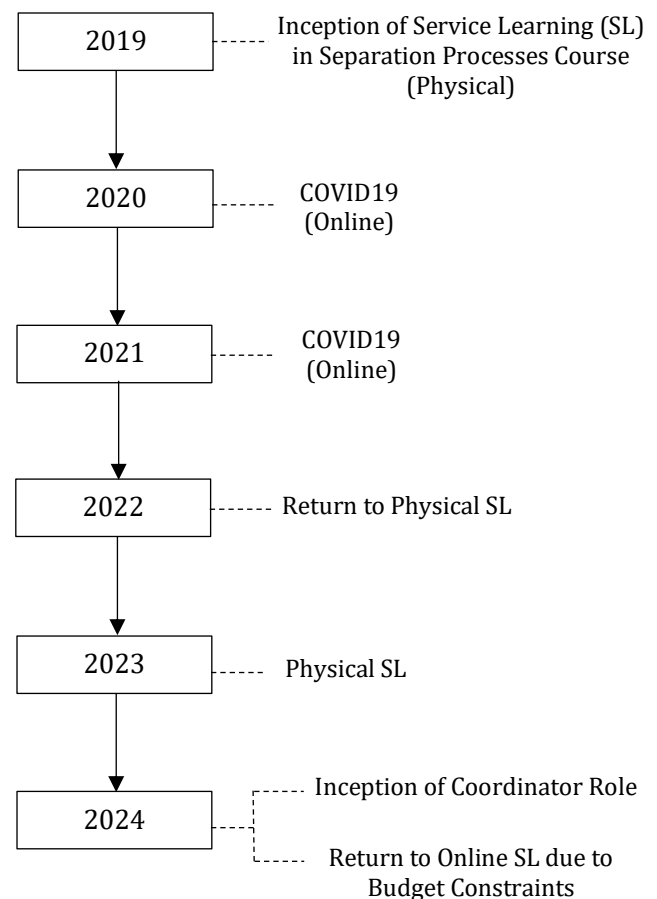 2019
Inception of Service Learning (SL)
in Separation Processes Course
(Physical)
2020
COVID19
(Online)
2021
COVID19
(Online)
2022
Return to Physical SL
2023
Physical SL
2024
Inception of Coordinator Role
Return to Online SL due to
Budget Constraints